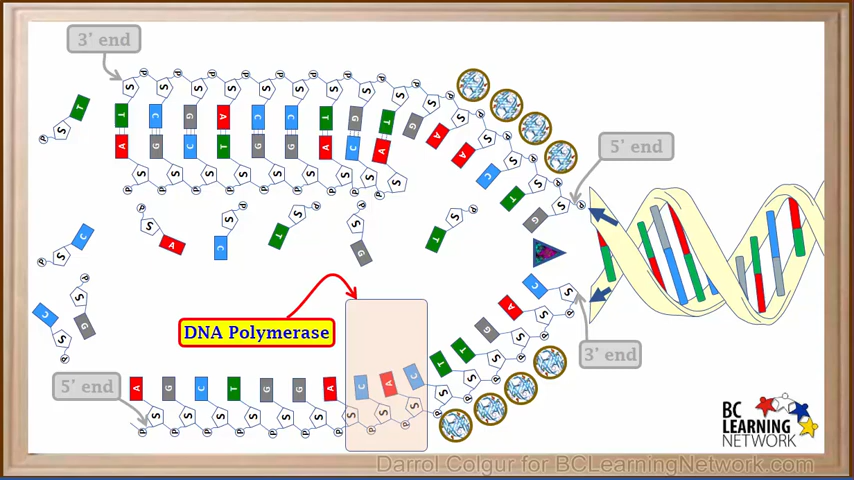 3’ end
T C G A C C T G T G A A C T G
A G C T G G A C A
5’ end
T
A
C
T
G
T
C
C
G
DNA Polymerase
3’ end
5’ end
A G C T G G A C A C T T G A C
BC
LEARNING
NETWORK
Darrol Colgur for BCLearningNetwork.com